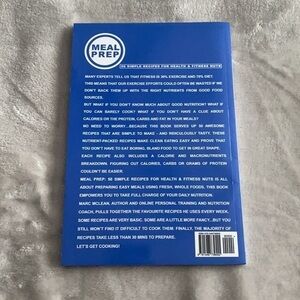 MEAL
PREP
50 SIMPLE RECIPES FOR HEALTH & FITNESS NUTS
MANY EXPERTS TELL US THAT FITNESS IS 30% EXERCISE AND 70% DIET.
THIS MEANS THAT OUR EXERCISE EFFORTS COULD OFTEN BE WASTED IF WE
DON'T BACK THEM UP WITH THE RIGHT NUTRIENTS FROM GOOD FOOD
SOURCES.
BUT WHAT IF YOU DON'T KNOW MUCH ABOUT GOOD NUTRITION? WHAT IF
YOU CAN BARELY COOK? WHAT IF YOU DON'T HAVE A CLUE ABOUT
CALORIES OR THE PROTEIN, CARBS AND FAT IN YOUR MEALS?
NO NEED TO WORRY. BECAUSE THIS BOOK SERVES UP 50 AWESOME
RECIPES THAT ARE SIMPLE TO MAKE - AND RIDICULOUSLY TASTY. THESE
NUTRIENT-PACKED RECIPES MAKE CLEAN EATING EASY AND PROVE THAT
YOU DON'T HAVE TO EAT BORING, BLAND FOOD TO GET IN GREAT SHAPE.
EACH RECIPE ALSO INCLUDES A CALORIE AND MACRONUTRIENTS
BREAKDOWN. FIGURING OUT CALORIES, CARBS OR GRAMS OF PROTEIN
COULDN'T BE EASIER.
MEAL PREP: 50 SIMPLE RECIPES FOR HEALTH & FITNESS NUTS IS ALL
ABOUT PREPARING EASY MEALS USING FRESH, WHOLE FOODS. THIS BOOK
EMPOWERS YOU TO TAKE FULL CHARGE OF YOUR DAILY NUTRITION.
MARC MCLEAN, AUTHOR AND ONLINE PERSONAL TRAINING AND NUTRITION
COACH, PULLS TOGETHER THE FAVOURITE RECIPES HE USES EVERY WEEK.
SOME RECIPES ARE VERY BASIC. SOME ARE A LITTLE MORE FANCY...BUT YOU
STILL WON'T FIND IT DIFFICULT TO COOK THEM. FINALLY, THE MAJORITY OF
RECIPES TAKE LESS THAN 30 MINS TO PREPARE.
LET'S GET COOKING!